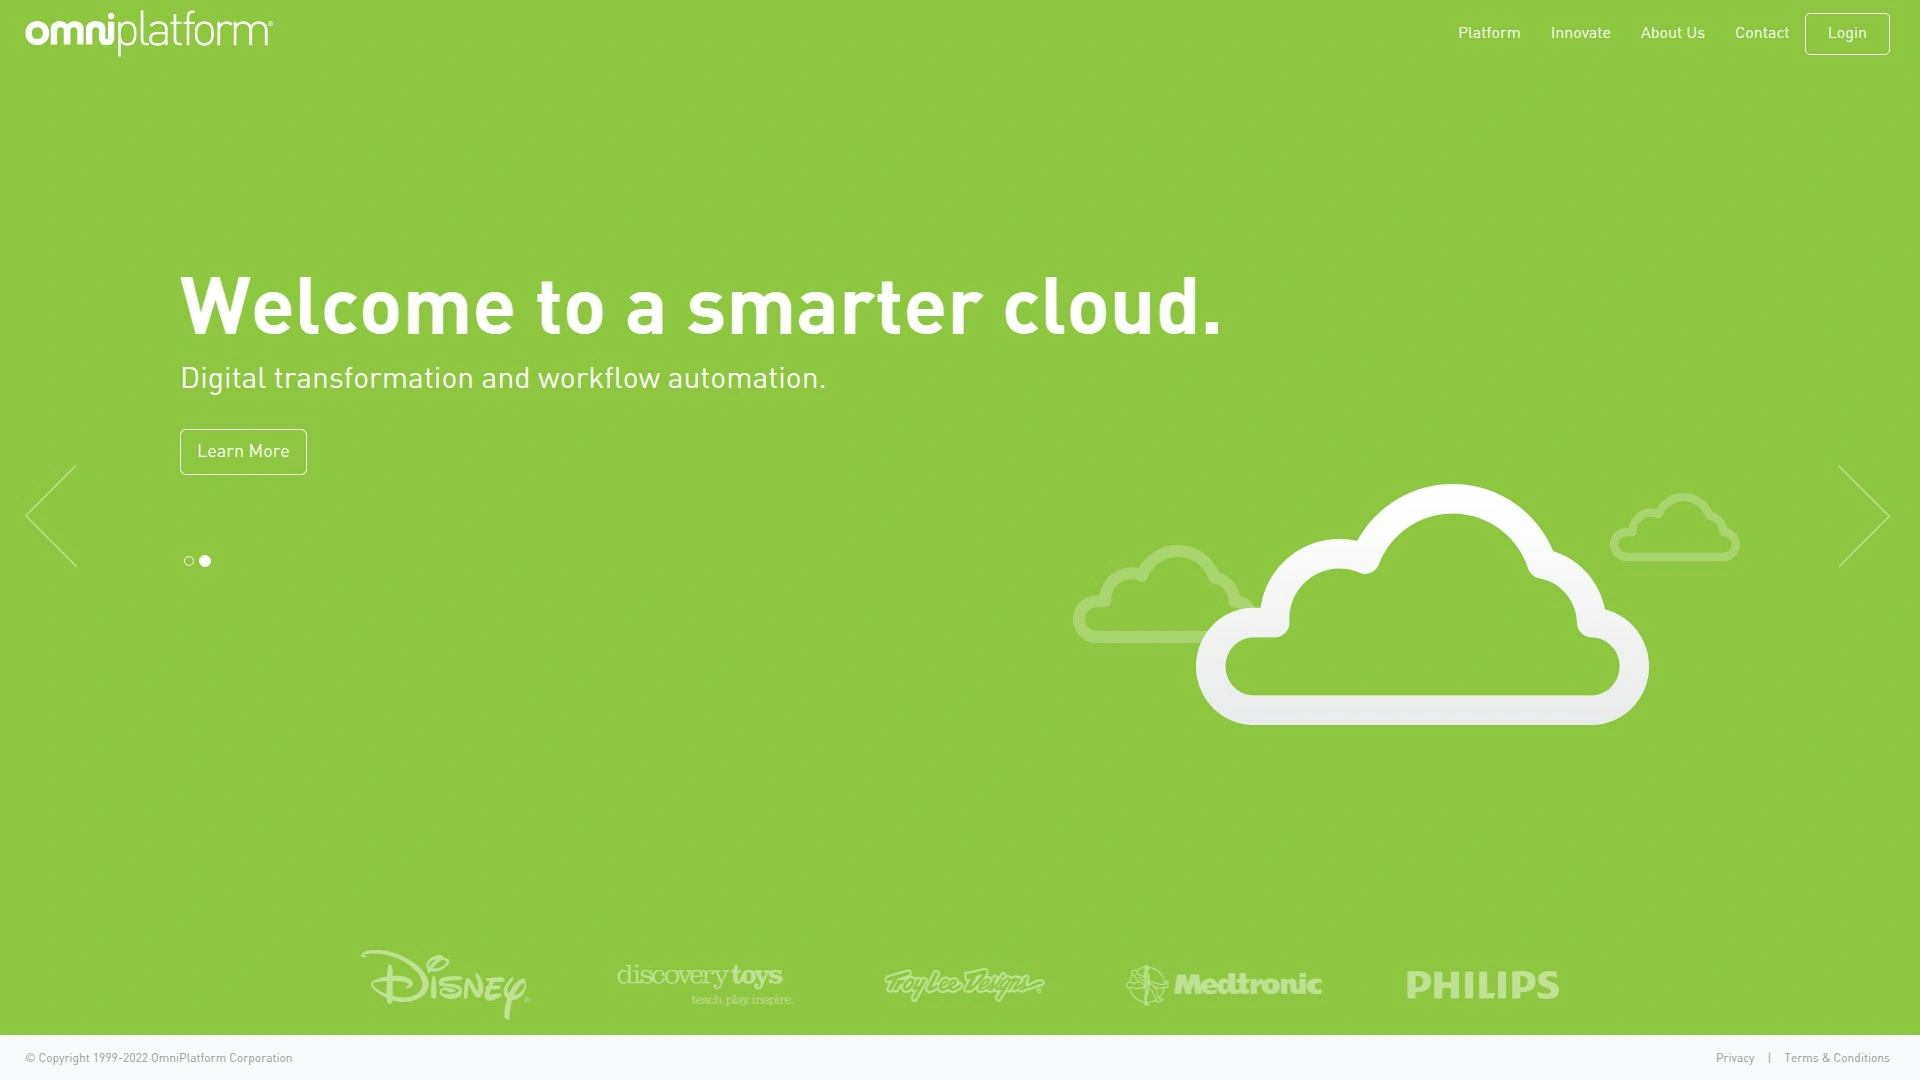 omniplatform®
Platform
Innovate
About Us
Contact
Login
Welcome to a smarter cloud.
Digital transformation and workflow automation.
Learn More
Disney
discovery toys
teach. play. inspire.
Troy Lee Designs
Medtronic
PHILIPS
© Copyright 1999-2022 OmniPlatform Corporation
Privacy | Terms & Conditions